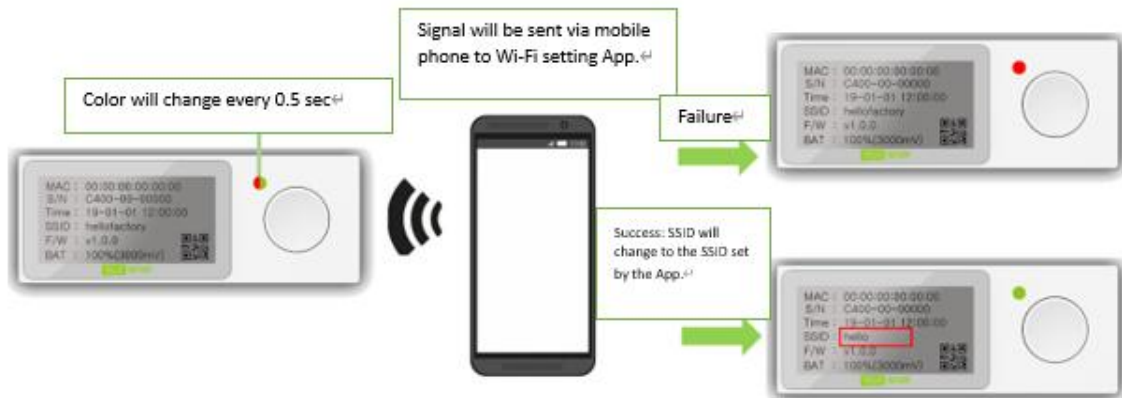 Signal will be sent via mobile
phone to Wi-Fi setting App.↵
Color will change every 0.5 sec↵
Failure↵
MAC : 00:00:00:00:00:00
S/N : C400-00-00000
Time : 19-01-01 12:00:00
SSID : hellofactory
F/W : v1.0.0
BAT : 100%(3000mV)
MAC : 00:00:00:00:00:00
S/N : C400-00-00000
Time : 19-01-01 12:00:00
SSID : hellofactory
F/W : v1.0.0
BAT : 100%(3000mV)
Success: SSID will
change to the SSID set
by the App.↵
MAC : 00:00:00:00:00:00
S/N : C400-00-00000
Time : 19-01-01 12:00:00
SSID : hello
F/W : v1.0.0
BAT : 100%(3000mV)